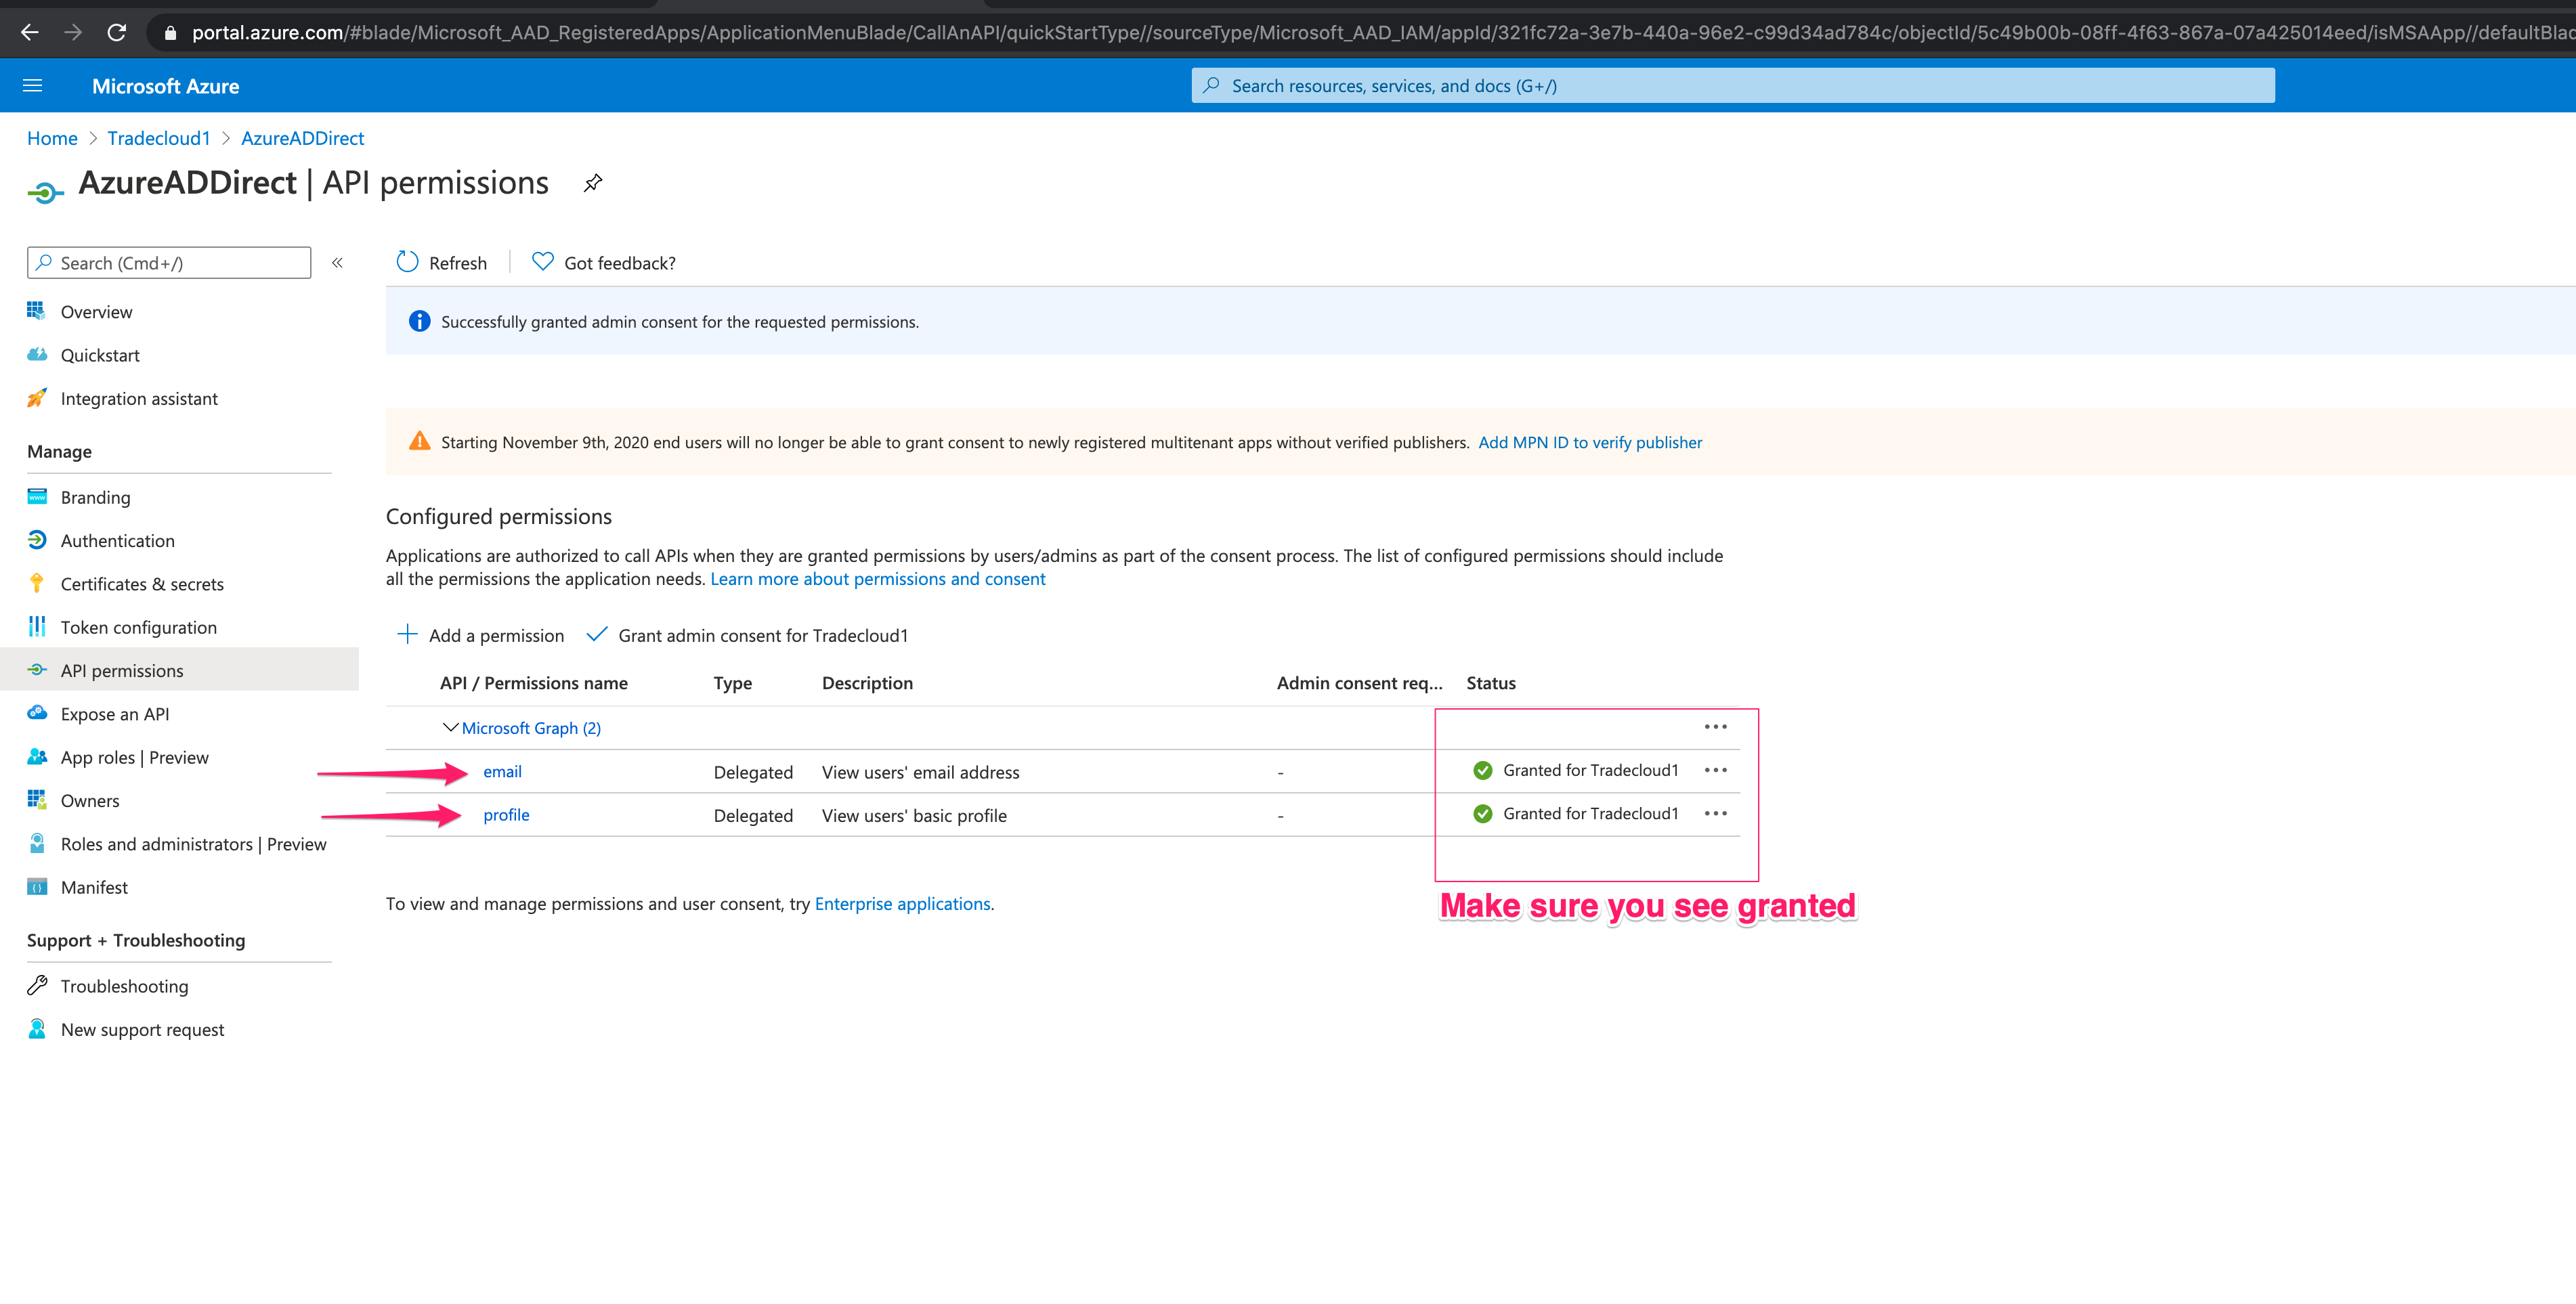 portal.azure.com/#blade/Microsoft_AAD_RegisteredApps/ApplicationMenuBlade/CallAnAPI/quickStartType//sourceType/Microsoft_AAD_IAM/appId/321fc72a-3e7b-440a-96e2-c99d34ad784c/objectId/5c49b00b-08ff-4f63-867a-07a425014eed/isMSAApp//defaultBlad
Microsoft Azure
Search resources, services, and docs (G+/)
Home > Tradecloud1 > AzureADDirect
AzureADDirect | API permissions
Search (Cmd+/)
«
Refresh
Got feedback?
Overview
Quickstart
Integration assistant
Manage
Branding
Authentication
Certificates & secrets
Token configuration
API permissions
Expose an API
App roles | Preview
Owners
Roles and administrators | Preview
Manifest
Support + Troubleshooting
Troubleshooting
New support request
Successfully granted admin consent for the requested permissions.
Starting November 9th, 2020 end users will no longer be able to grant consent to newly registered multitenant apps without verified publishers. Add MPN ID to verify publisher
Configured permissions
Applications are authorized to call APIs when they are granted permissions by users/admins as part of the consent process. The list of configured permissions should include
all the permissions the application needs. Learn more about permissions and consent
Add a permission
Grant admin consent for Tradecloud1
API / Permissions name Type Description Admin consent req... Status
Microsoft Graph (2)
email Delegated View users' email address - Granted for Tradecloud1
profile Delegated View users' basic profile - Granted for Tradecloud1
Make sure you see granted
To view and manage permissions and user consent, try Enterprise applications.